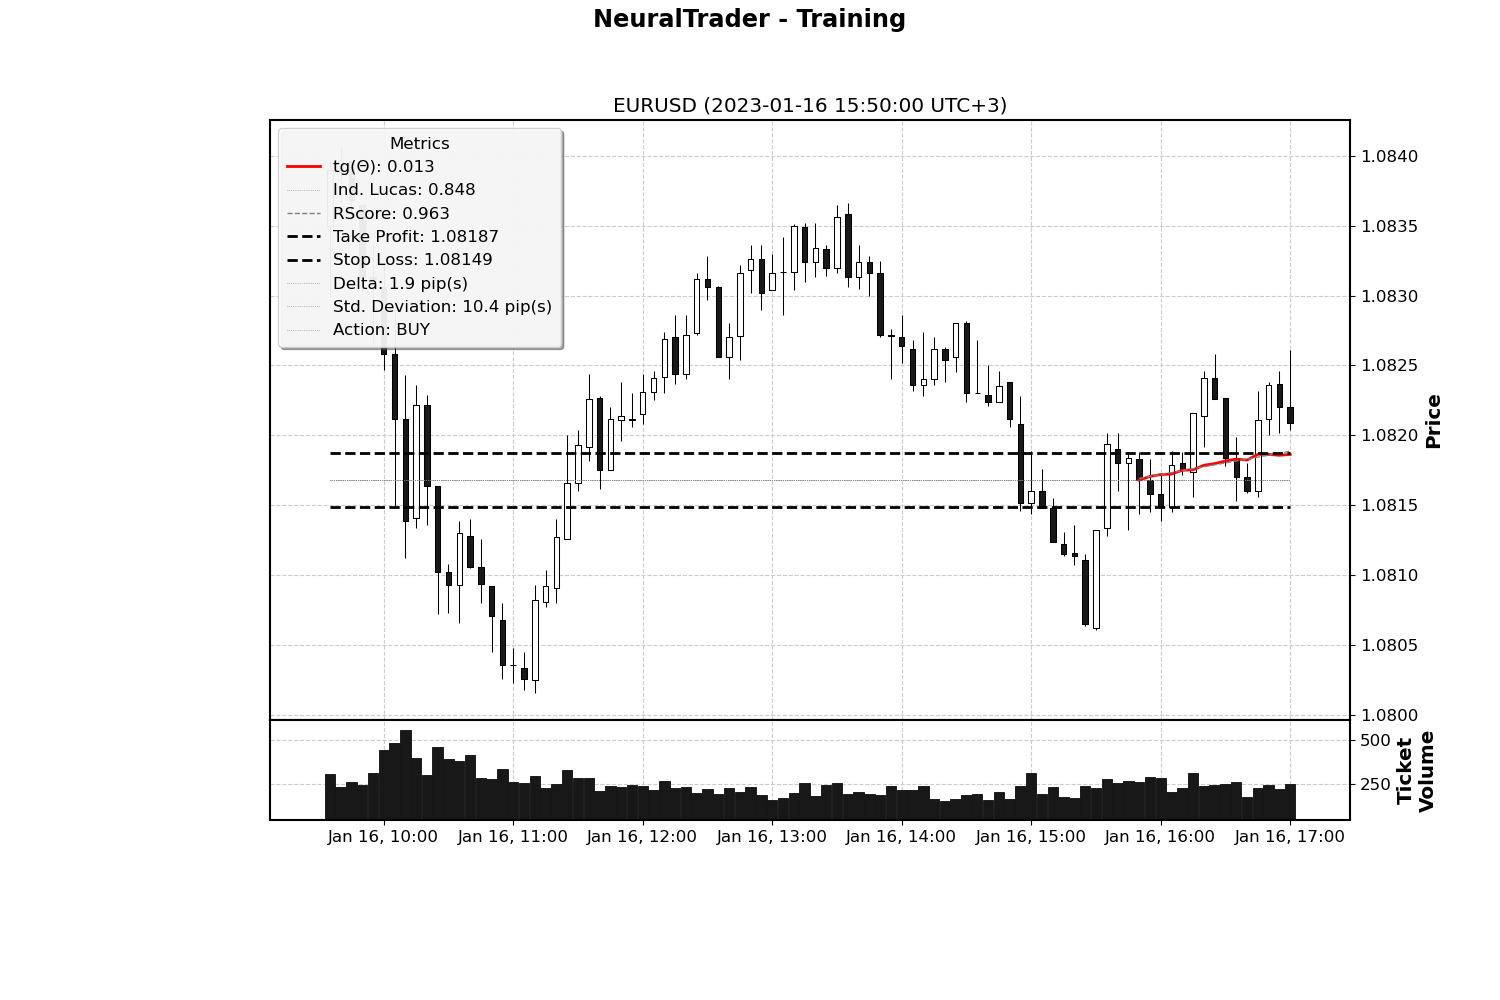 NeuralTrader - Training
EURUSD (2023-01-16 15:50:00 UTC+3)
Metrics
tg(Θ): 0.013
Ind. Lucas: 0.848
RScore: 0.963
Take Profit: 1.08187
Stop Loss: 1.08149
Delta: 1.9 pip(s)
Std. Deviation: 10.4 pip(s)
Action: BUY
1.0840
1.0835
1.0830
1.0825
1.0820
1.0815
1.0810
1.0805
1.0800
Price
500
250
Ticket
Volume
Jan 16, 10:00 Jan 16, 11:00 Jan 16, 12:00 Jan 16, 13:00 Jan 16, 14:00 Jan 16, 15:00 Jan 16, 16:00 Jan 16, 17:00